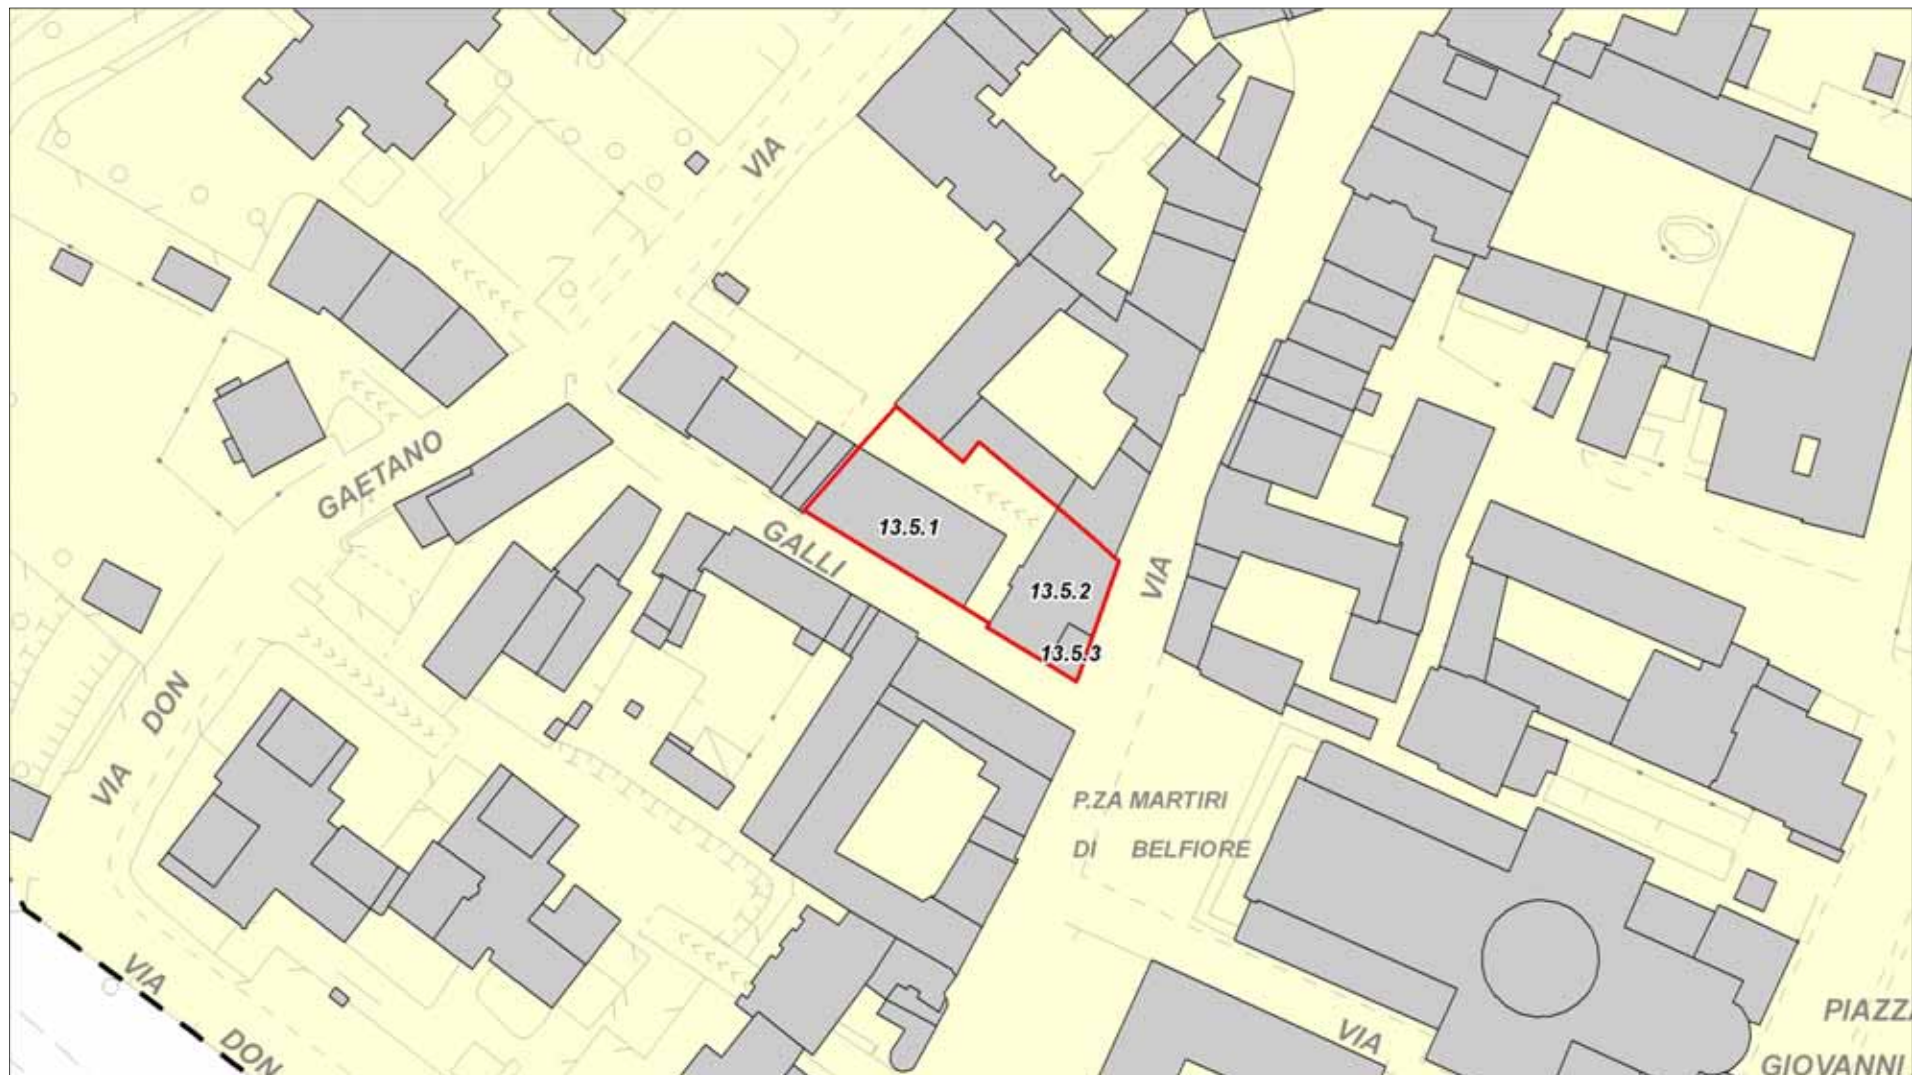 VIA
GAETANO
13.5.1
GALLI
VIA
13.5.2
13.5.3
DON
VIA
P.ZA MARTIRI
DI BELFIORE
VIA
DON
VIA
PIAZZA
GIOVANNI